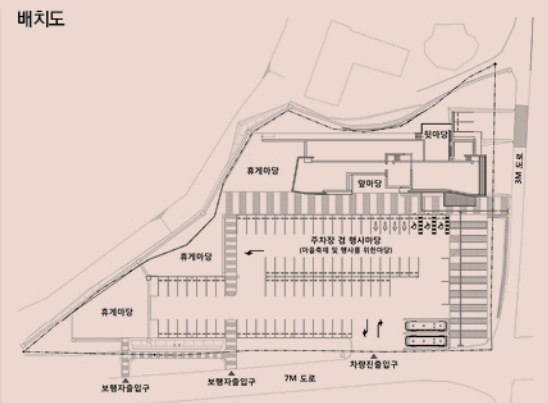 배치도
뒷마당
휴게마당
앞마당
3M 도로
주차장 겸 행사마당
(마을축제 및 행사를 위한마당)
휴게마당
휴게마당
보행자출입구
보행자출입구
7M 도로
차량진출입구